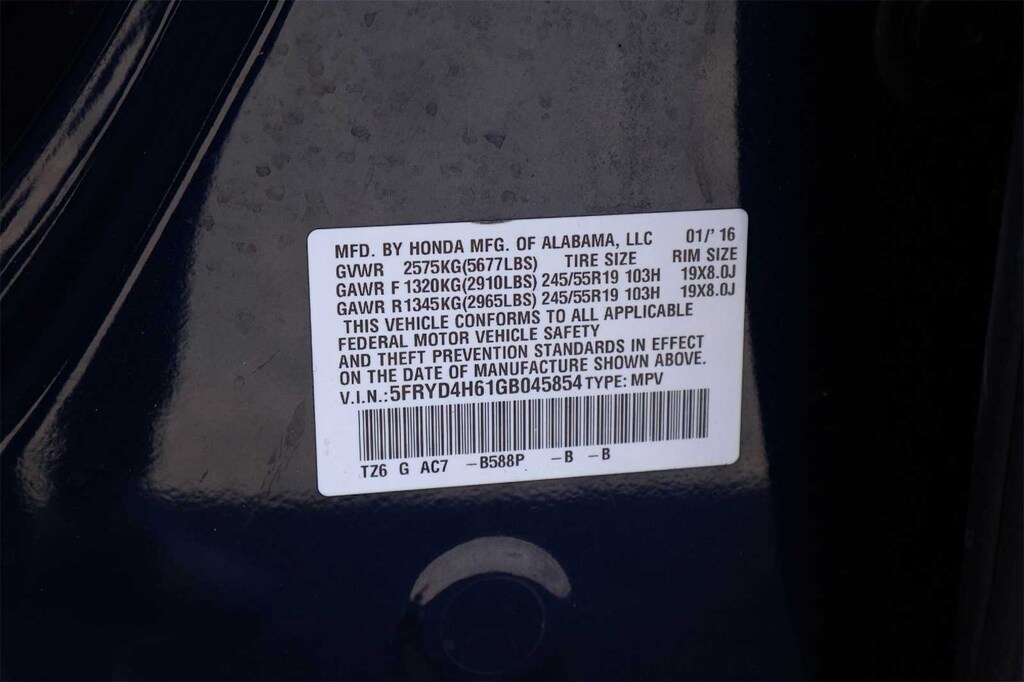 MFD. BY HONDA MFG. OF ALABAMA, LLC 01/' 16
GVWR 2575KG(5677LBS) TIRE SIZE RIM SIZE
GAWR F 1320KG(2910LBS) 245/55R19 103H 19X8.0J
GAWR R 1345KG(2965LBS) 245/55R19 103H 19X8.0J
THIS VEHICLE CONFORMS TO ALL APPLICABLE
FEDERAL MOTOR VEHICLE SAFETY
AND THEFT PREVENTION STANDARDS IN EFFECT
ON THE DATE OF MANUFACTURE SHOWN ABOVE.
V.I.N.: 5FRYD4H61GB045854 TYPE: MPV
TZ6 G AC7 -B588P -B -B